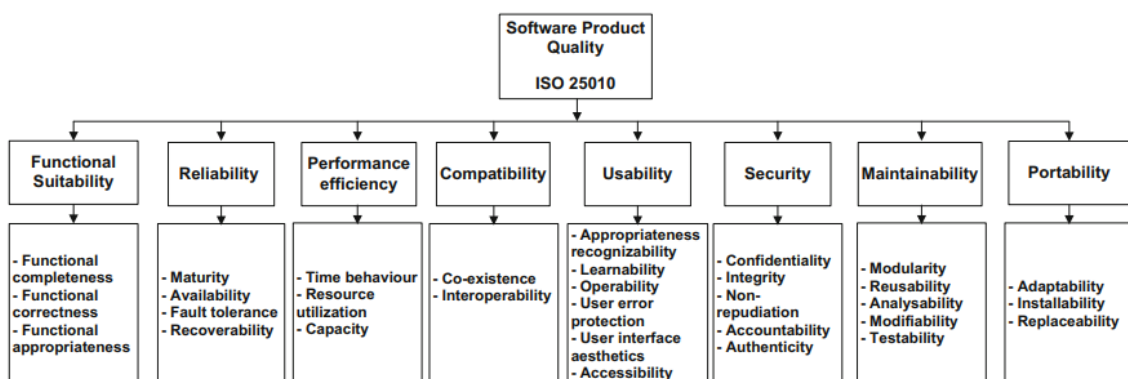 Software Product
Quality
ISO 25010
Functional
Suitability
Reliability
Performance
efficiency
Compatibility
Usability
Security
Maintainability
Portability
- Functional
completeness
- Functional
correctness
- Functional
appropriateness
- Maturity
- Availability
- Fault tolerance
- Recoverability
- Time behaviour
- Resource
utilization
- Capacity
- Co-existence
- Interoperability
- Appropriateness
recognizability
- Learnability
- Operability
- User error
protection
- User interface
aesthetics
- Accessibility
- Confidentiality
- Integrity
- Non-
repudiation
- Accountability
- Authenticity
- Modularity
- Reusability
- Analysability
- Modifiability
- Testability
- Adaptability
- Installability
- Replaceability